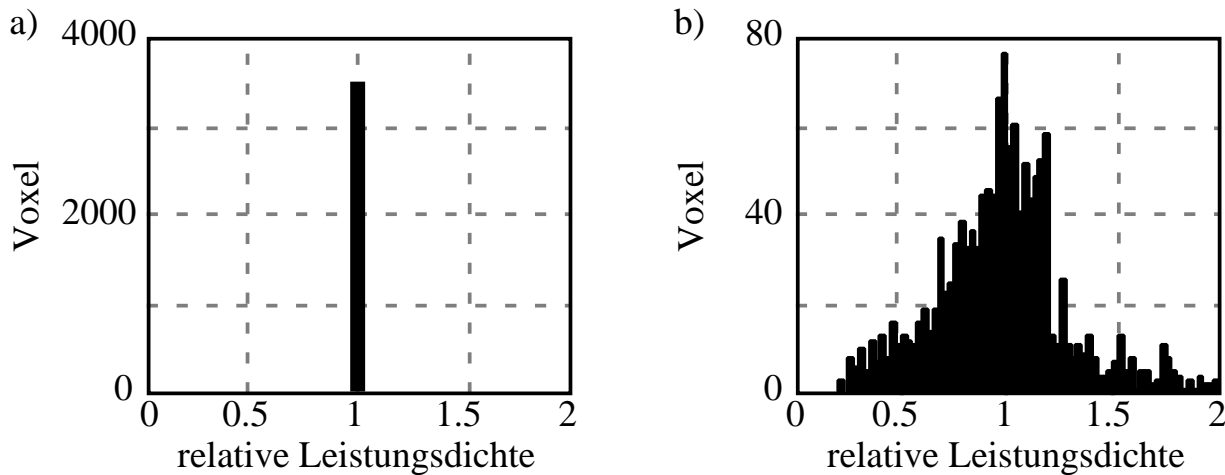 a)
4000
2000
0
Voxel
0 0.5 1 1.5 2
relative Leistungsdichte
b)
80
40
0
Voxel
0 0.5 1 1.5 2
relative Leistungsdichte